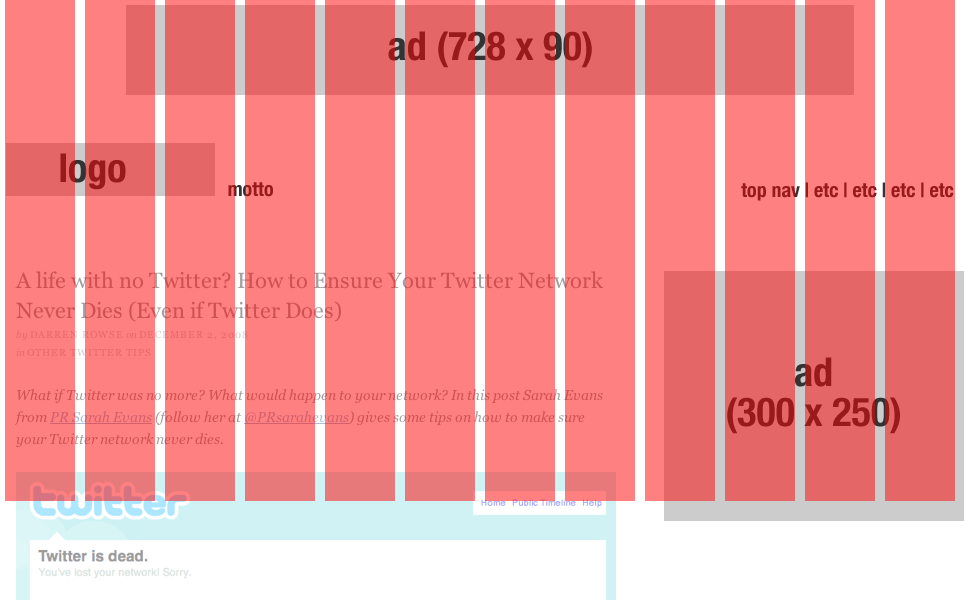 ad (728 x 90)
logo
motto
top nav | etc | etc | etc | etc
A life with no Twitter? How to Ensure Your Twitter Network
Never Dies (Even if Twitter Does)
by DARREN ROWSE on DECEMBER 2, 2008
in OTHER TWITTER TIPS
ad
(300 x 250)
What if Twitter was no more? What would happen to your network? In this post Sarah Evans
from PR Sarah Evans (follow her at @PRsarahevans) gives some tips on how to make sure
your Twitter network never dies.
twitter
Home Public Timeline Help
Twitter is dead.
You've lost your network! Sorry.